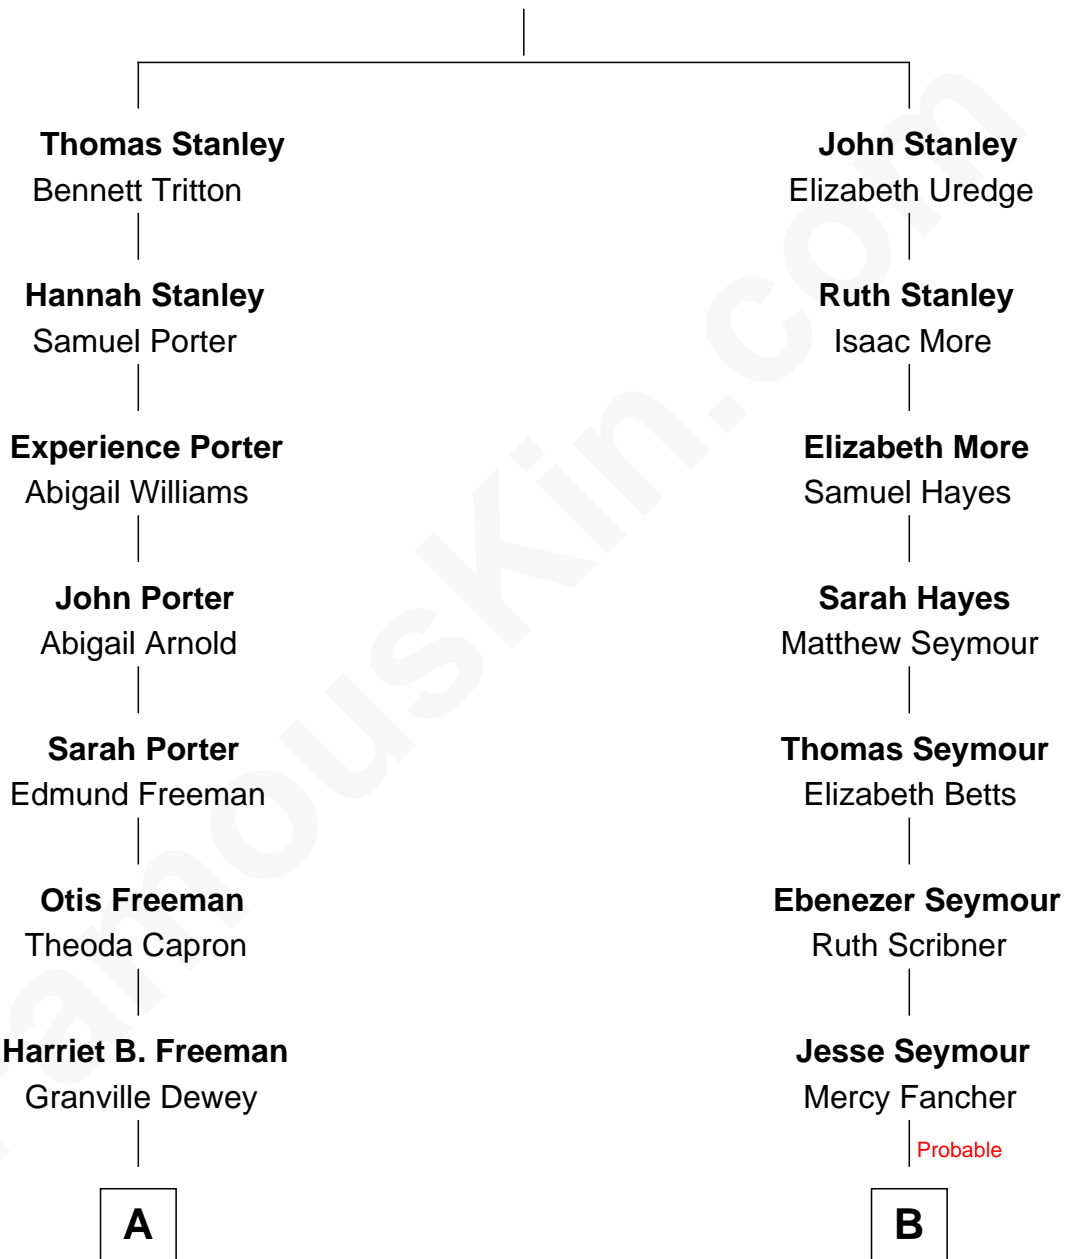 Thomas Stanley
Bennett Tritton
Hannah Stanley
Samuel Porter
Experience Porter
Abigail Williams
John Porter
Abigail Arnold
Sarah Porter
Edmund Freeman
Otis Freeman
Theoda Capron
Harriet B. Freeman
Granville Dewey
A
John Stanley
Elizabeth Uredge
Ruth Stanley
Isaac More
Elizabeth More
Samuel Hayes
Sarah Hayes
Matthew Seymour
Thomas Seymour
Elizabeth Betts
Ebenezer Seymour
Ruth Scribner
Jesse Seymour
Mercy Fancher
Probable
B
FamousKin.com